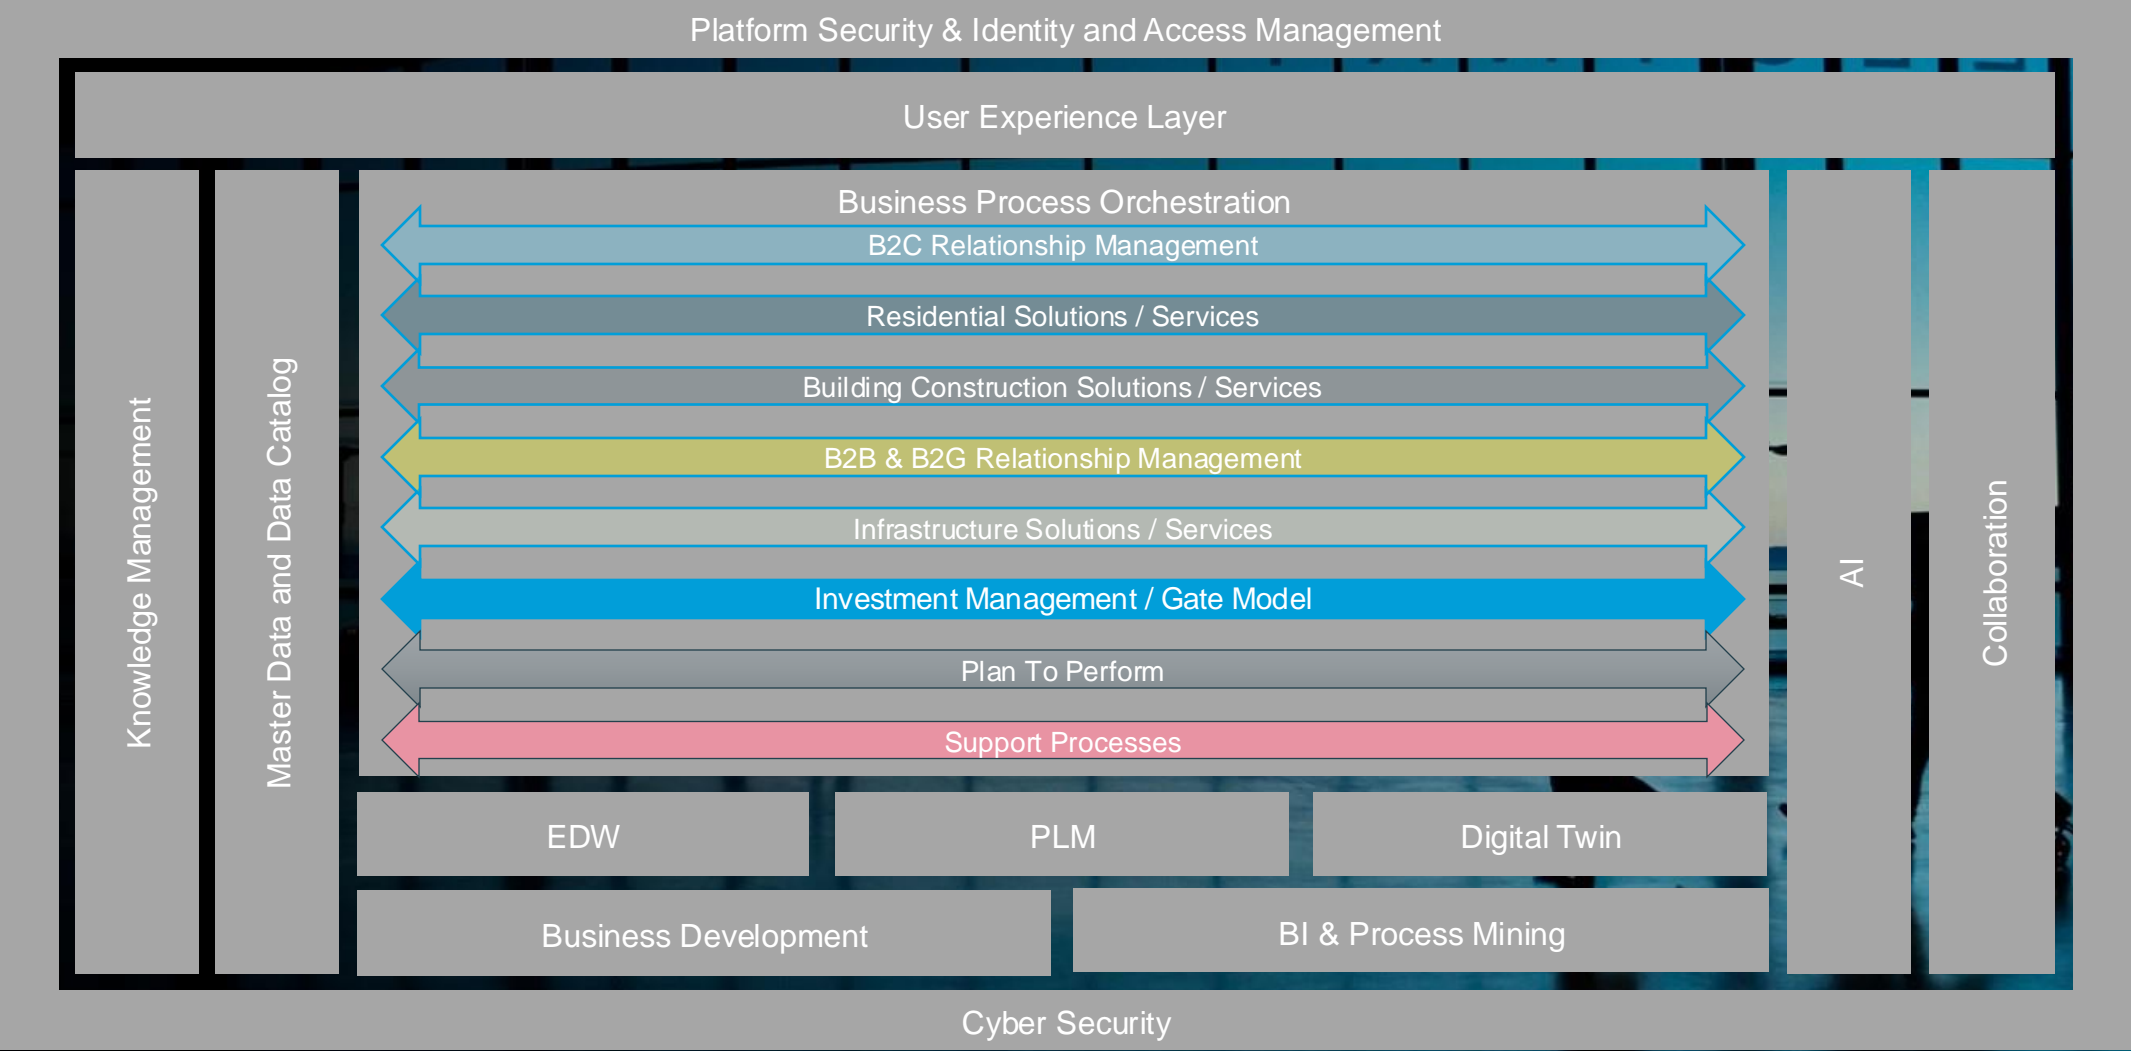 Platform Security & Identity and Access Management
User Experience Layer
Knowledge Management
Master Data and Data Catalog
Business Process Orchestration
B2C Relationship Management
Residential Solutions / Services
Building Construction Solutions / Services
B2B & B2G Relationship Management
Infrastructure Solutions / Services
Investment Management / Gate Model
Plan To Perform
Support Processes
AI
Collaboration
EDW
PLM
Digital Twin
Business Development
BI & Process Mining
Cyber Security